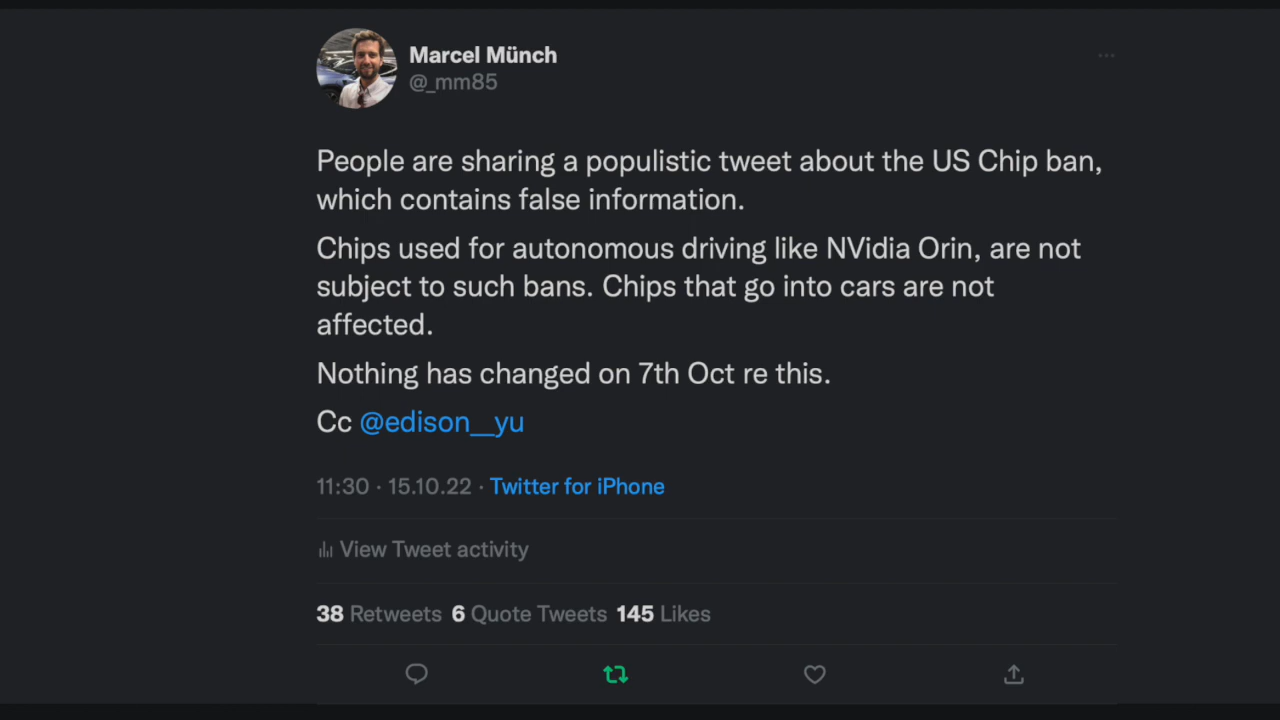 Marcel Münch
@_mm85
People are sharing a populistic tweet about the US Chip ban,
which contains false information.
Chips used for autonomous driving like NVidia Orin, are not
subject to such bans. Chips that go into cars are not
affected.
Nothing has changed on 7th Oct re this.
Cc @edison__yu
11:30 · 15.10.22 · Twitter for iPhone
View Tweet activity
38 Retweets 6 Quote Tweets 145 Likes